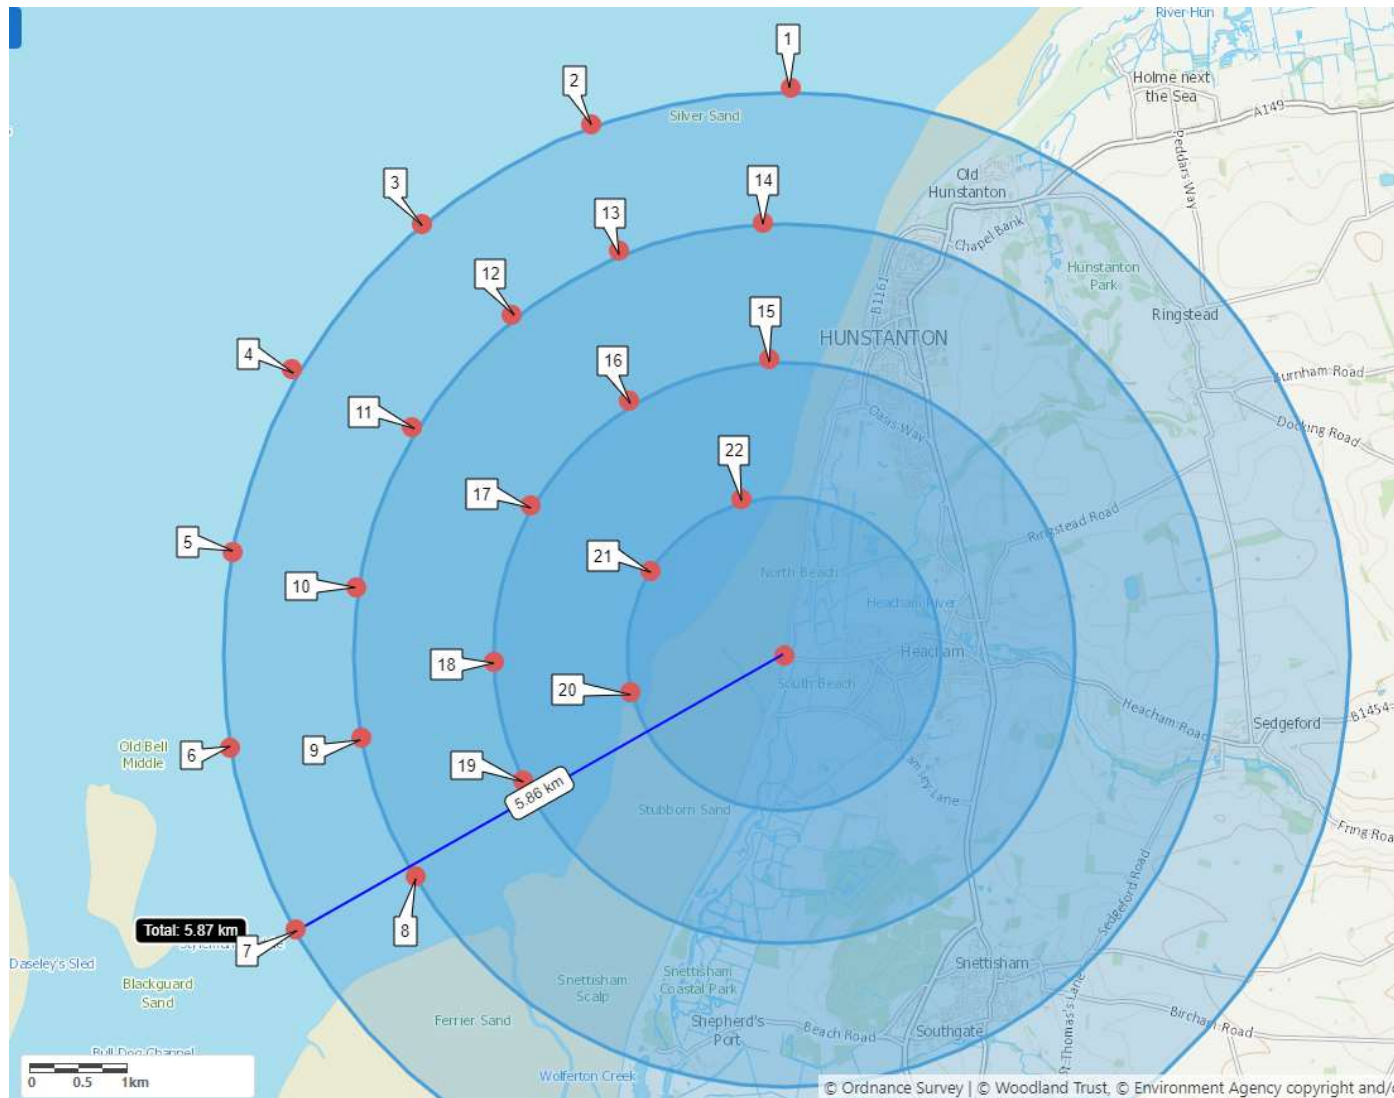 River Hun
1
Holme next
the Sea
2
A149
Silver Sand
Peddars Way
3
14
Old
Hunstanton
13
Chapel Bank
Hunstanton
Park
12
B1161
15
Ringstead
HUNSTANTON
4
16
Burnham Road
11
Oasis Way
Docking Road
22
17
Ringstead Road
5
21
North Beach
10
Heacham River
18
Heacham
20
South Beach
Heacham Road
B1454
Sedgeford
Old Bell
Middle
6
9
19
5.86 km
Stubborn Sand
Fring Roa
Sedgeford Road
Total: 5.87 km
7
8
Daseley's Sled
Snettisham
Blackguard
Sand
Snettisham
Scalp
Snettisham
Coastal Park
St Thomas's Lane
Ferrier Sand
Shepherd's
Port
Beach Road
Southgate
Bircham Road
Bull Dog Channel
0 0.5 1km
Wolferton Creek
© Ordnance Survey | © Woodland Trust, © Environment Agency copyright and/